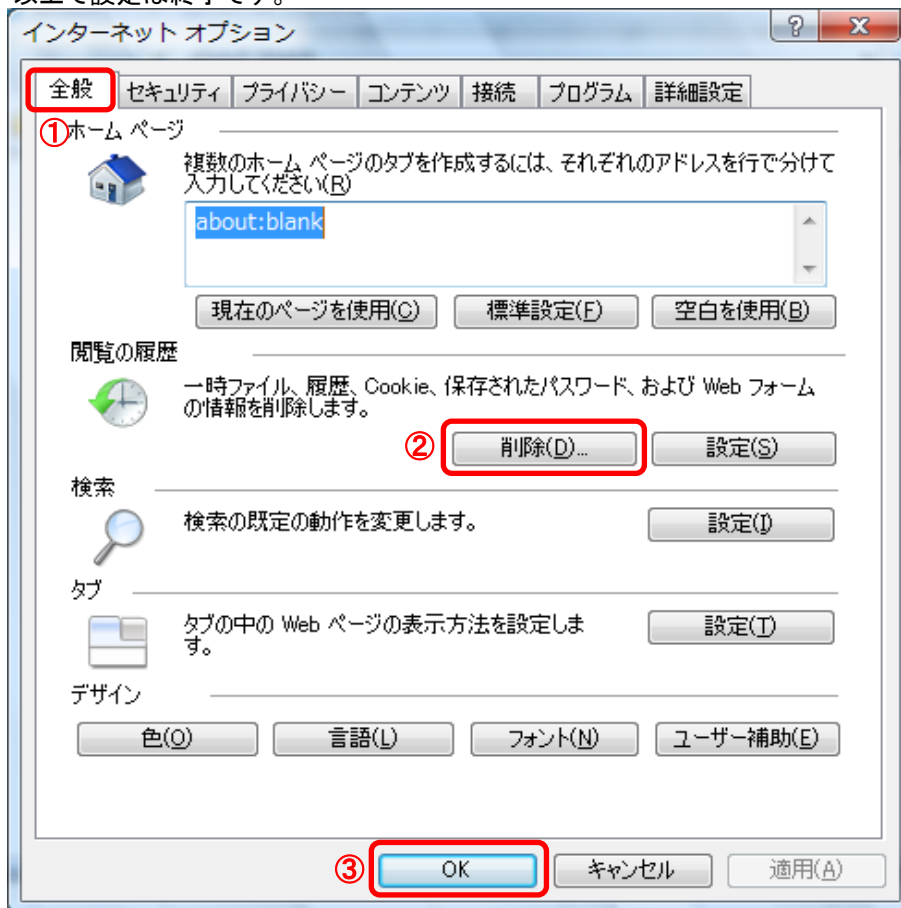 以上で設定は終了です。
インターネット オプション
全般 セキュリティ プライバシー コンテンツ 接続 プログラム 詳細設定
①ホーム ページ
複数のホーム ページのタブを作成するには、それぞれのアドレスを行で分けて
入力してください(R)
about:blank
現在のページを使用(C) 標準設定(F) 空白を使用(B)
閲覧の履歴
一時ファイル、履歴、Cookie、保存されたパスワード、および Web フォーム
の情報を削除します。
② 削除(D)... 設定(S)
検索
検索の既定の動作を変更します。 設定(I)
タブ
タブの中の Web ページの表示方法を設定しま
す。
設定(T)
デザイン
色(O) 言語(L) フォント(N) ユーザー補助(E)
③ OK キャンセル 適用(A)